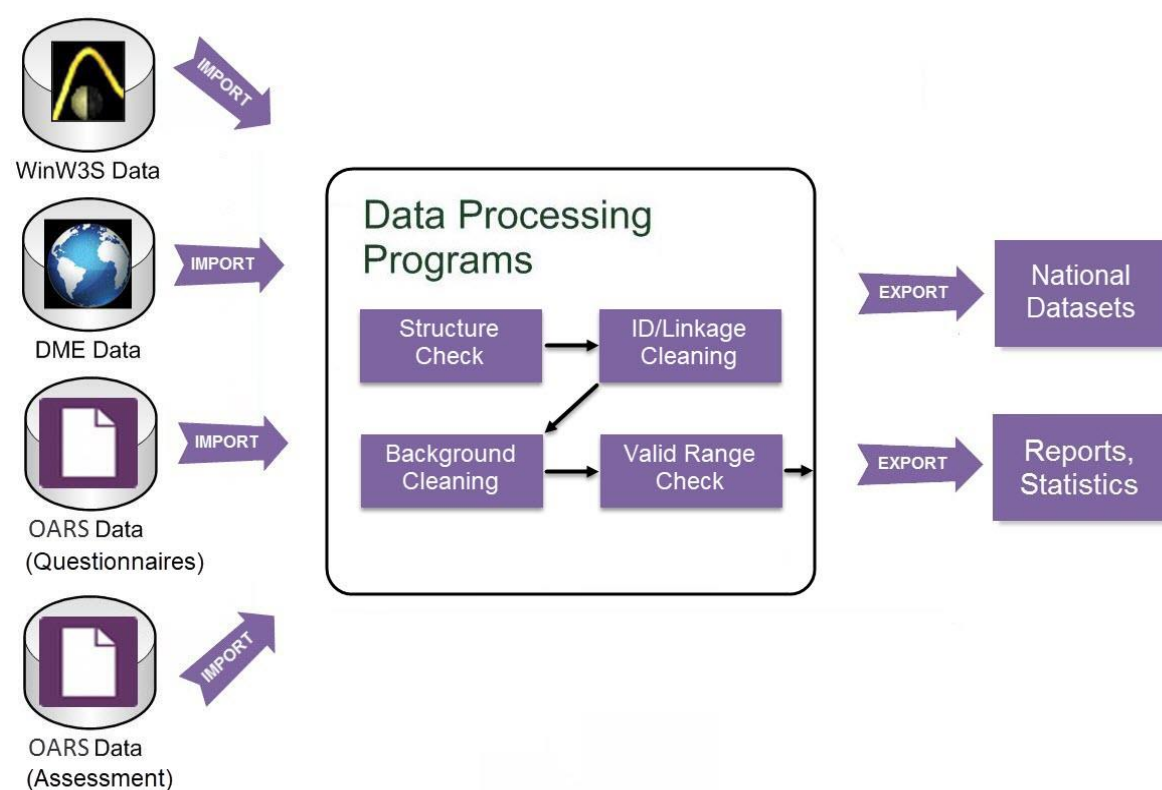 IMPORT
WinW3S Data
IMPORT
DME Data
IMPORT
OARS Data
(Questionnaires)
IMPORT
OARS Data
(Assessment)
Data Processing
Programs
Structure
Check
ID/Linkage
Cleaning
Background
Cleaning
Valid Range
Check
EXPORT
National
Datasets
EXPORT
Reports,
Statistics